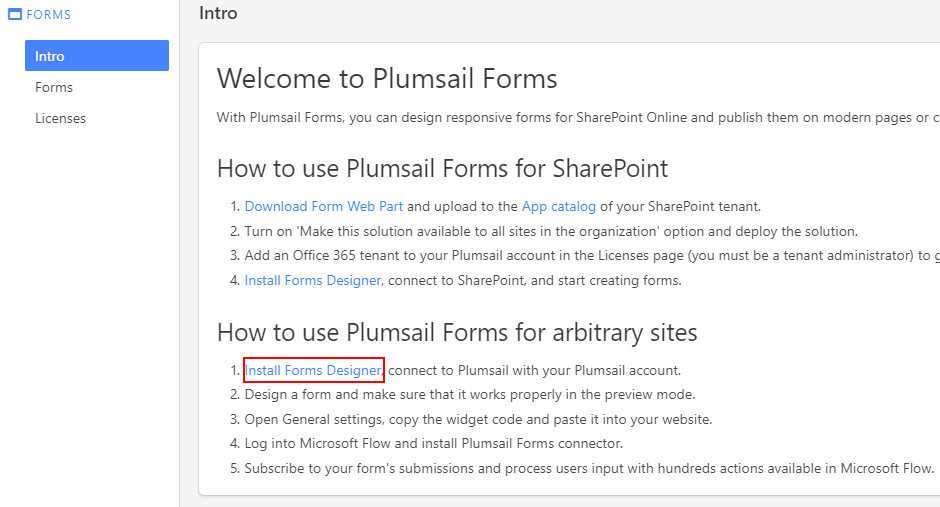 FORMS
Intro
Forms
Licenses
Intro
Welcome to Plumsail Forms
With Plumsail Forms, you can design responsive forms for SharePoint Online and publish them on modern pages or
How to use Plumsail Forms for SharePoint
1. Download Form Web Part and upload to the App catalog of your SharePoint tenant.
2. Turn on 'Make this solution available to all sites in the organization' option and deploy the solution.
3. Add an Office 365 tenant to your Plumsail account in the Licenses page (you must be a tenant administrator) to
4. Install Forms Designer, connect to SharePoint, and start creating forms.
How to use Plumsail Forms for arbitrary sites
1. Install Forms Designer, connect to Plumsail with your Plumsail account.
2. Design a form and make sure that it works properly in the preview mode.
3. Open General settings, copy the widget code and paste it into your website.
4. Log into Microsoft Flow and install Plumsail Forms connector.
5. Subscribe to your form's submissions and process users input with hundreds actions available in Microsoft Flow.